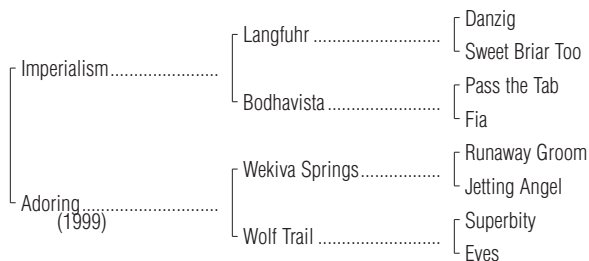 Danzig
Langfuhr ............................
Sweet Briar Too
Imperialism........................
Pass the Tab
Bodhavista ........................
Fia
Runaway Groom
Wekiva Springs..................
Jetting Angel
Adoring..............................
(1999)
Superbity
Wolf Trail ...........................
Eves